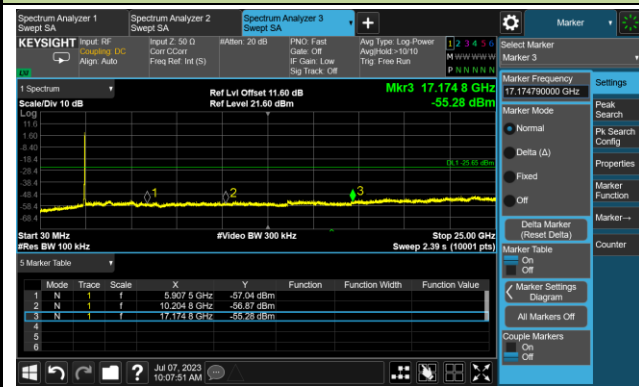 Spectrum Analyzer 1
Swept SA
Spectrum Analyzer 2
Swept SA
Spectrum Analyzer 3
Swept SA
Marker
KEYSIGHT
Input: RF
Coupling: DC
Align: Auto
Input Z: 50 Ω
Corr CCorr
Freq Ref: Int (S)
#Atten: 20 dB
PNO: Fast
Gate: Off
IF Gain: Low
Sig Track: Off
Avg Type: Log-Power
Avg|Hold:>10/10
Trig: Free Run
1 2 3 4 5 6
M W W W W W
P N N N N N
LV
Select Marker
Marker 3
1 Spectrum
Scale/Div 10 dB
Log
Ref Lvl Offset 11.60 dB
Ref Level 21.60 dBm
Mkr3 17.174 8 GHz
-55.28 dBm
11.6
1.60
-8.40
-18.4
-28.4
-38.4
-48.4
-58.4
-68.4
DL1 -25.65 dBm
1
2
3
Start 30 MHz
#Res BW 100 kHz
#Video BW 300 kHz
Stop 25.00 GHz
Sweep 2.39 s (10001 pts)
5 Marker Table
Mode Trace Scale X Y Function Function Width Function Value
1 N 1 f 5.907 5 GHz -57.04 dBm
2 N 1 f 10.204 8 GHz -56.87 dBm
3 N 1 f 17.174 8 GHz -55.28 dBm
4
5
6
Marker Frequency
17.174790000 GHz
Marker Mode
Normal
Delta (Δ)
Fixed
Off
Delta Marker
(Reset Delta)
Marker Table
On
Off
Marker Settings
Diagram
All Markers Off
Couple Markers
On
Off
Settings
Peak
Search
Pk Search
Config
Properties
Marker
Function
Marker→
Counter
?
Jul 07, 2023
10:07:51 AM